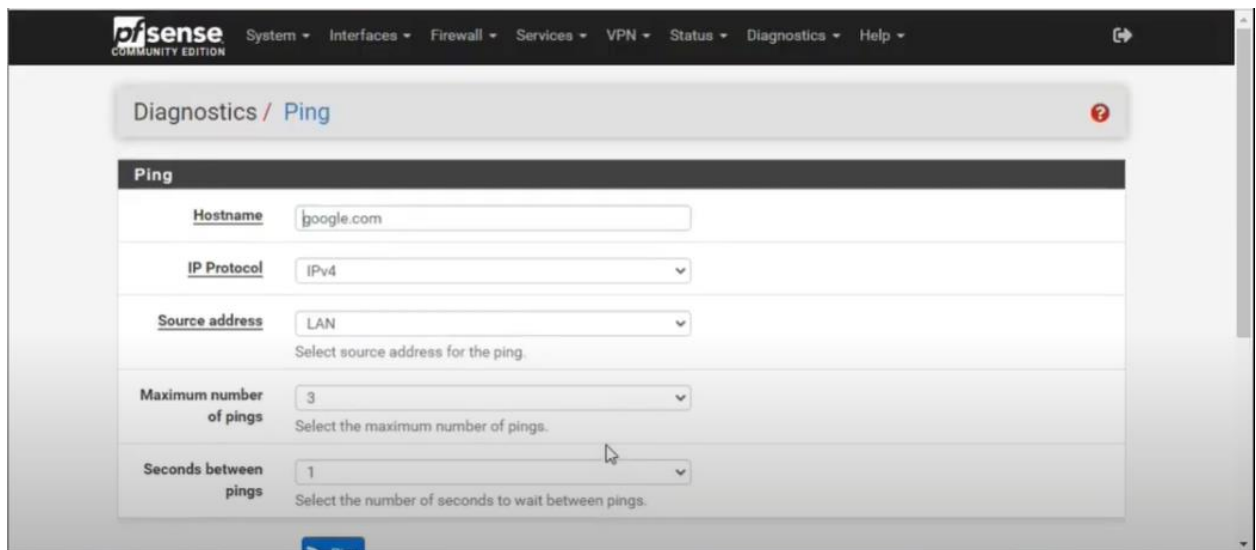 pfsense
COMMUNITY EDITION
System Interfaces Firewall Services VPN Status Diagnostics Help
Diagnostics / Ping
Ping
Hostname google.com
IP Protocol IPv4
Source address LAN
Select source address for the ping.
Maximum number of pings 3
Select the maximum number of pings.
Seconds between pings 1
Select the number of seconds to wait between pings.